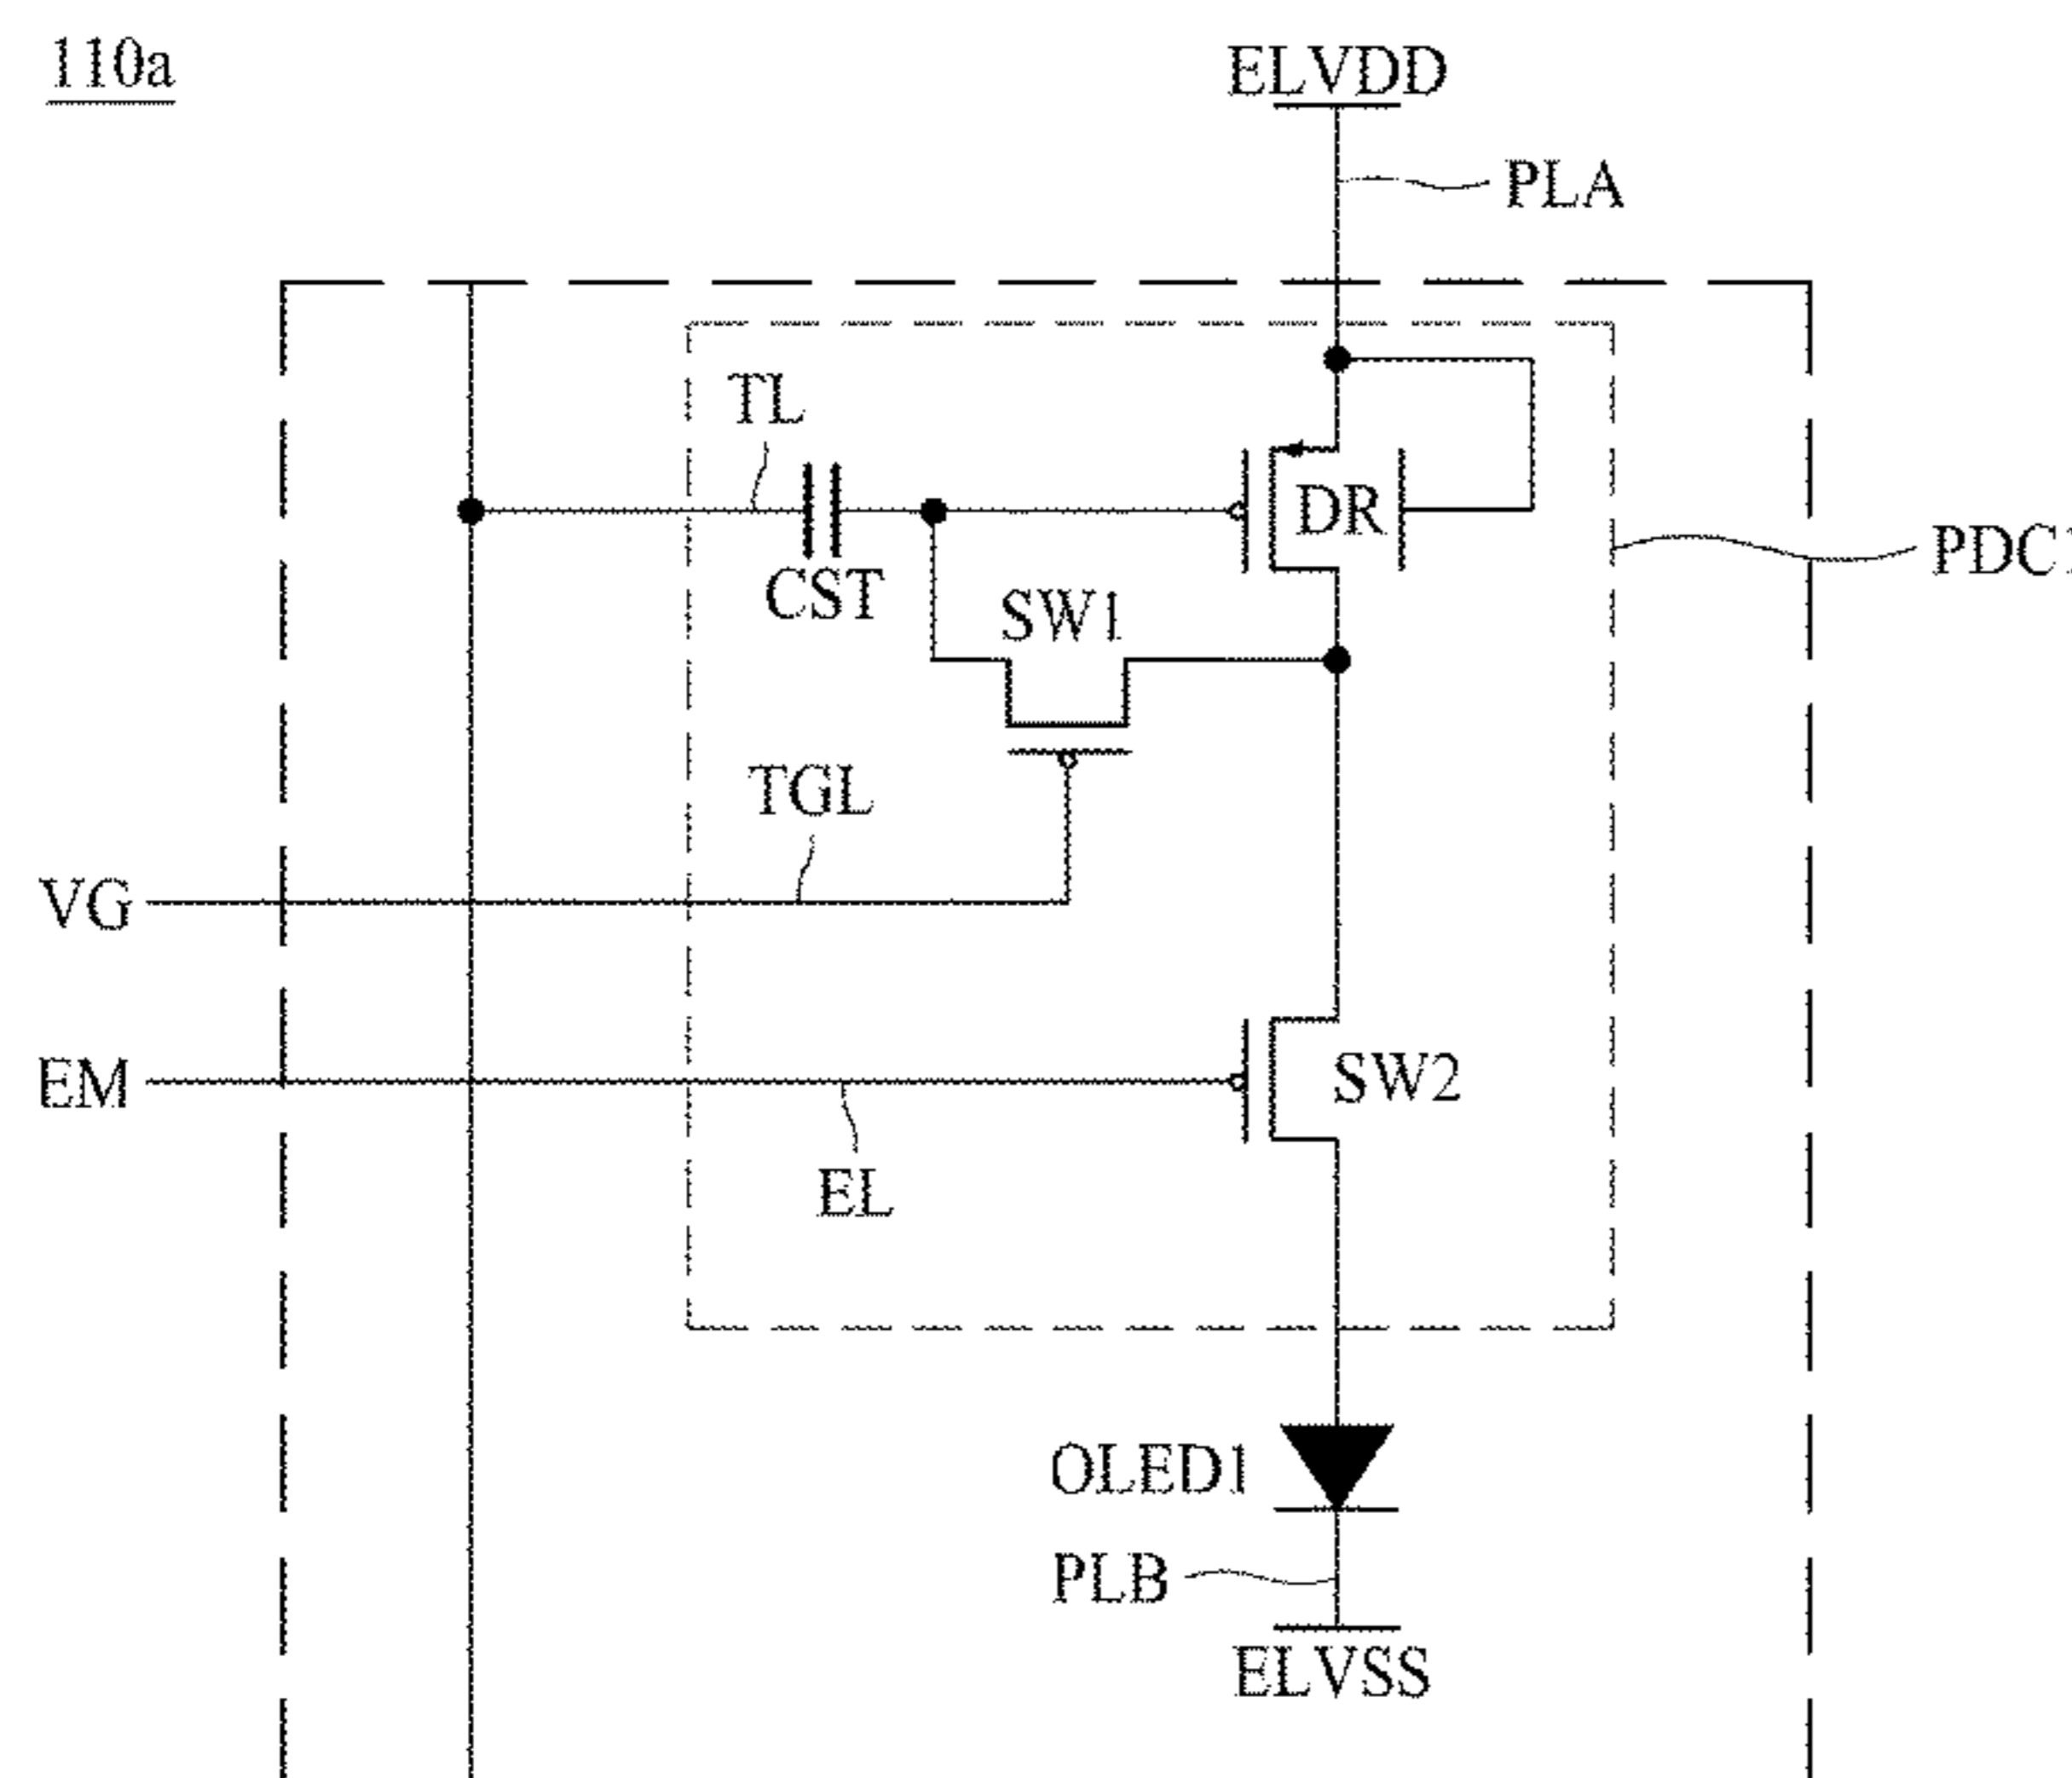 110a
ELVDD
PLA
TL
DR
PDC1
CST
SW1
TGL
VG
EM
SW2
EL
OLED1
PLB
ELVSS